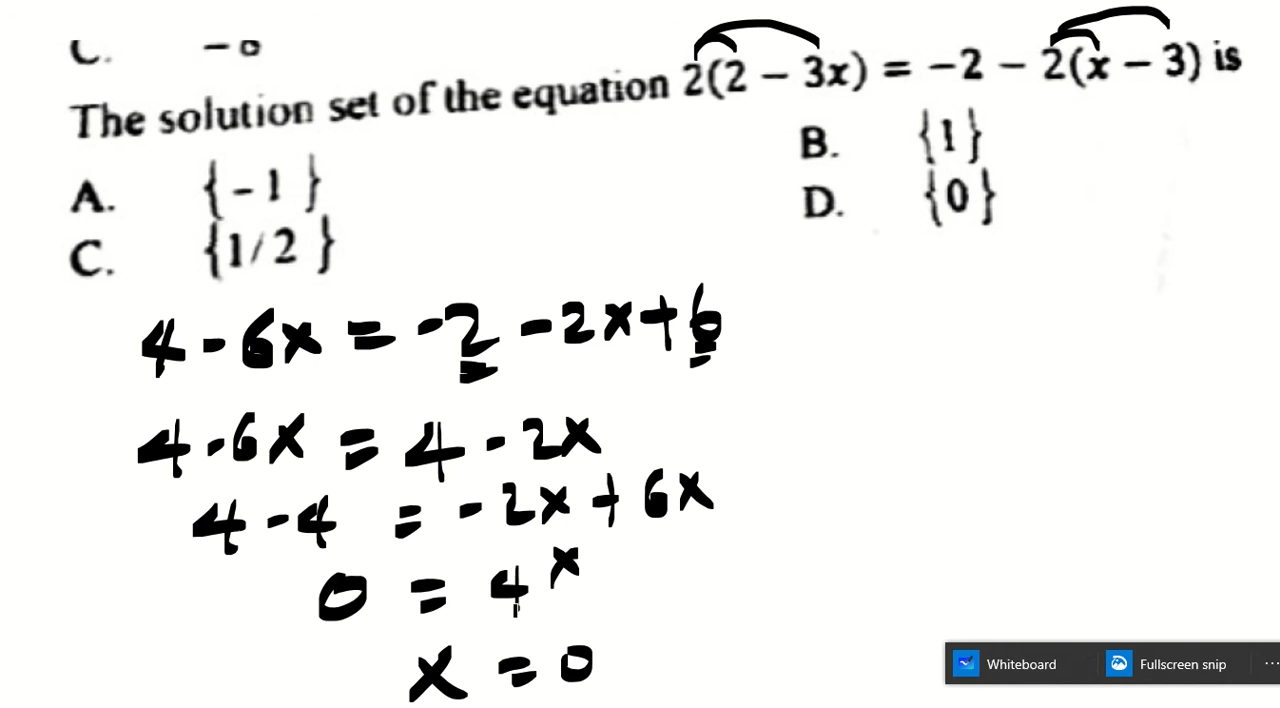 C. -6
The solution set of the equation 2(2 - 3x) = -2 - 2(x - 3) is
A. {-1}
B. {1}
C. {1/2}
D. {0}
4 - 6x = -2 - 2x + 6
4 - 6x = 4 - 2x
4 - 4 = -2x + 6x
0 = 4x
x = 0
Whiteboard
Fullscreen snip
...